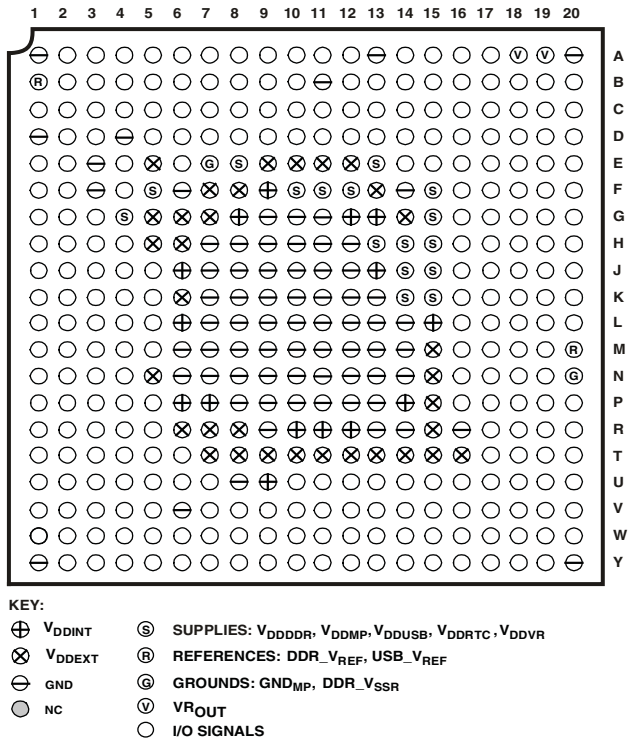 1 2 3 4 5 6 7 8 9 10 11 12 13 14 15 16 17 18 19 20
V V A
R B
C
D
G S S E
S S S S S F
S S G
S S S H
S S J
S S K
L
R M
G N
P
R
T
U
V
W
Y
KEY:
VDDINT S SUPPLIES: VDDDDR, VDDMP, VDDUSB, VDDRTC, VDDVR
VDDEXT R REFERENCES: DDR_VREF, USB_VREF
GND G GROUNDS: GNDMP, DDR_VSSR
NC V VROUT
I/O SIGNALS